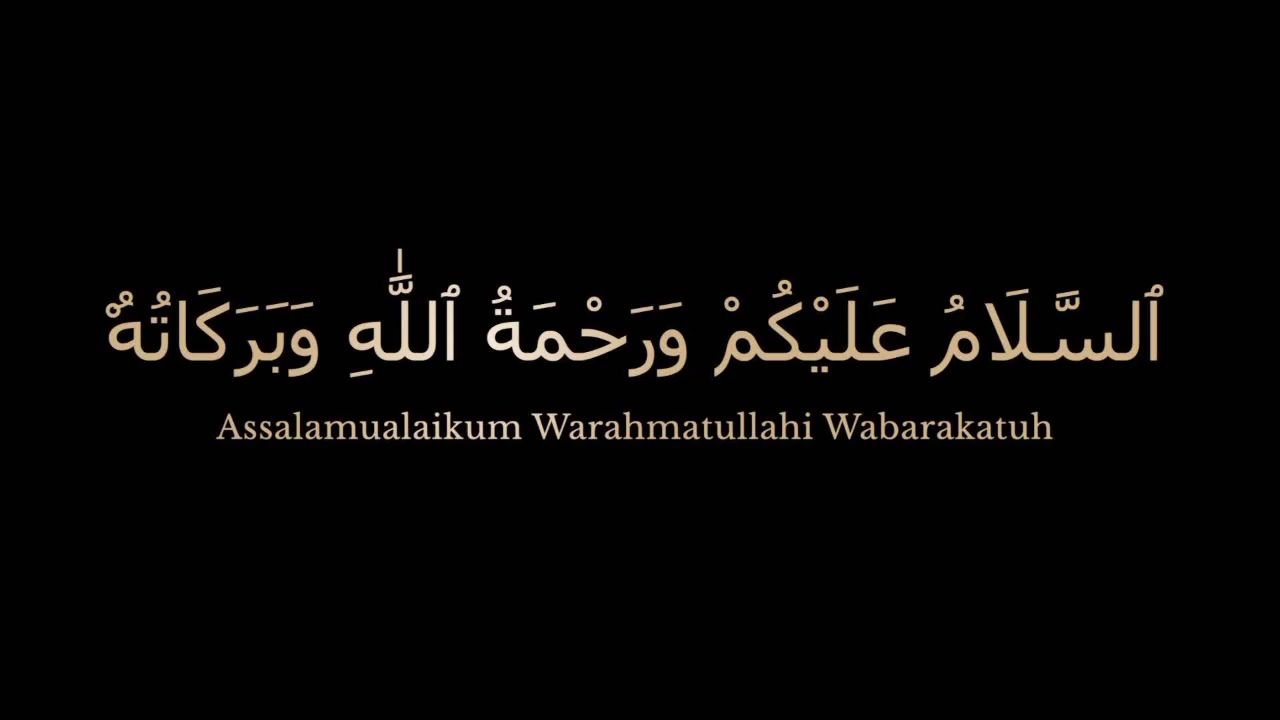 ٱلسَّلَامُ عَلَيْكُمْ وَرَحْمَةُ ٱللَّٰهِ وَبَرَكَاتُهُ
Assalamualaikum Warahmatullahi Wabarakatuh